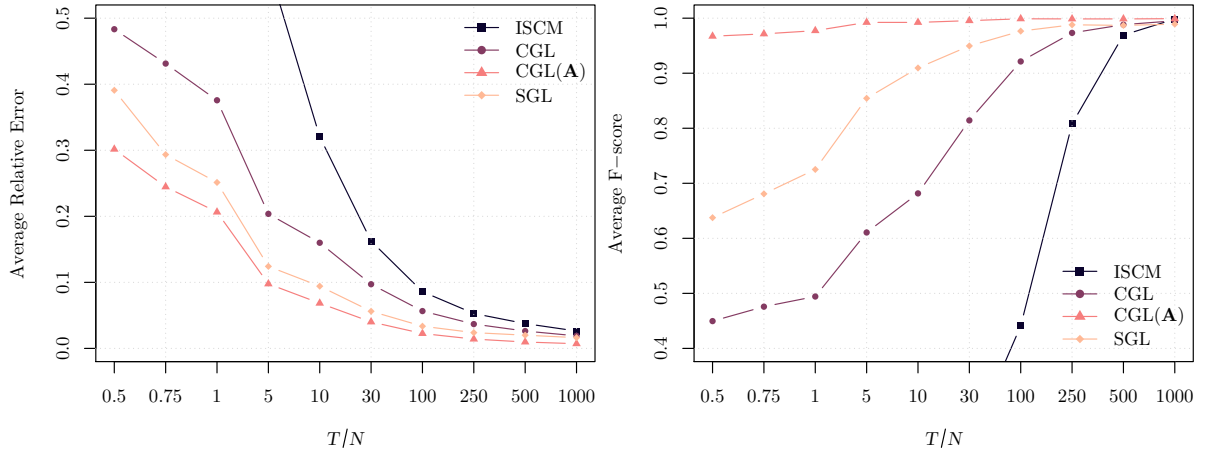 Average Relative Error
0.5
0.4
0.3
0.2
0.1
0.0
ISCM
CGL
CGL(A)
SGL
0.5 0.75 1 5 10 30 100 250 500 1000
T/N
Average F−score
1.0
0.9
0.8
0.7
0.6
0.5
0.4
ISCM
CGL
CGL(A)
SGL
0.5 0.75 1 5 10 30 100 250 500 1000
T/N